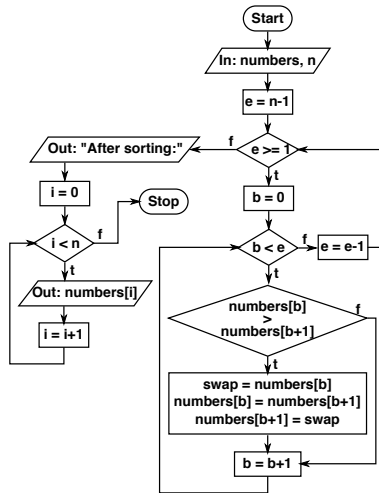 Start
In: numbers, n
e = n-1
e >= 1
f
t
Out: "After sorting:"
i = 0
i < n
f
t
Stop
Out: numbers[i]
i = i+1
b = 0
b < e
f
t
e = e-1
numbers[b]
>
numbers[b+1]
f
t
swap = numbers[b]
numbers[b] = numbers[b+1]
numbers[b+1] = swap
b = b+1